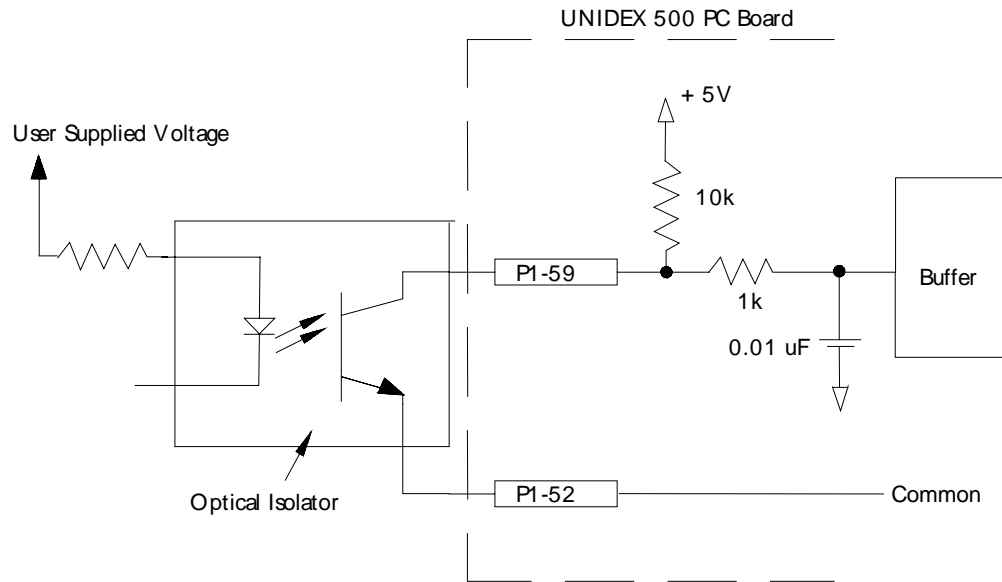 UNIDEX 500 PC Board
+ 5V
User Supplied Voltage
10k
P1-59
1k
Buffer
0.01 uF
Optical Isolator
P1-52
Common